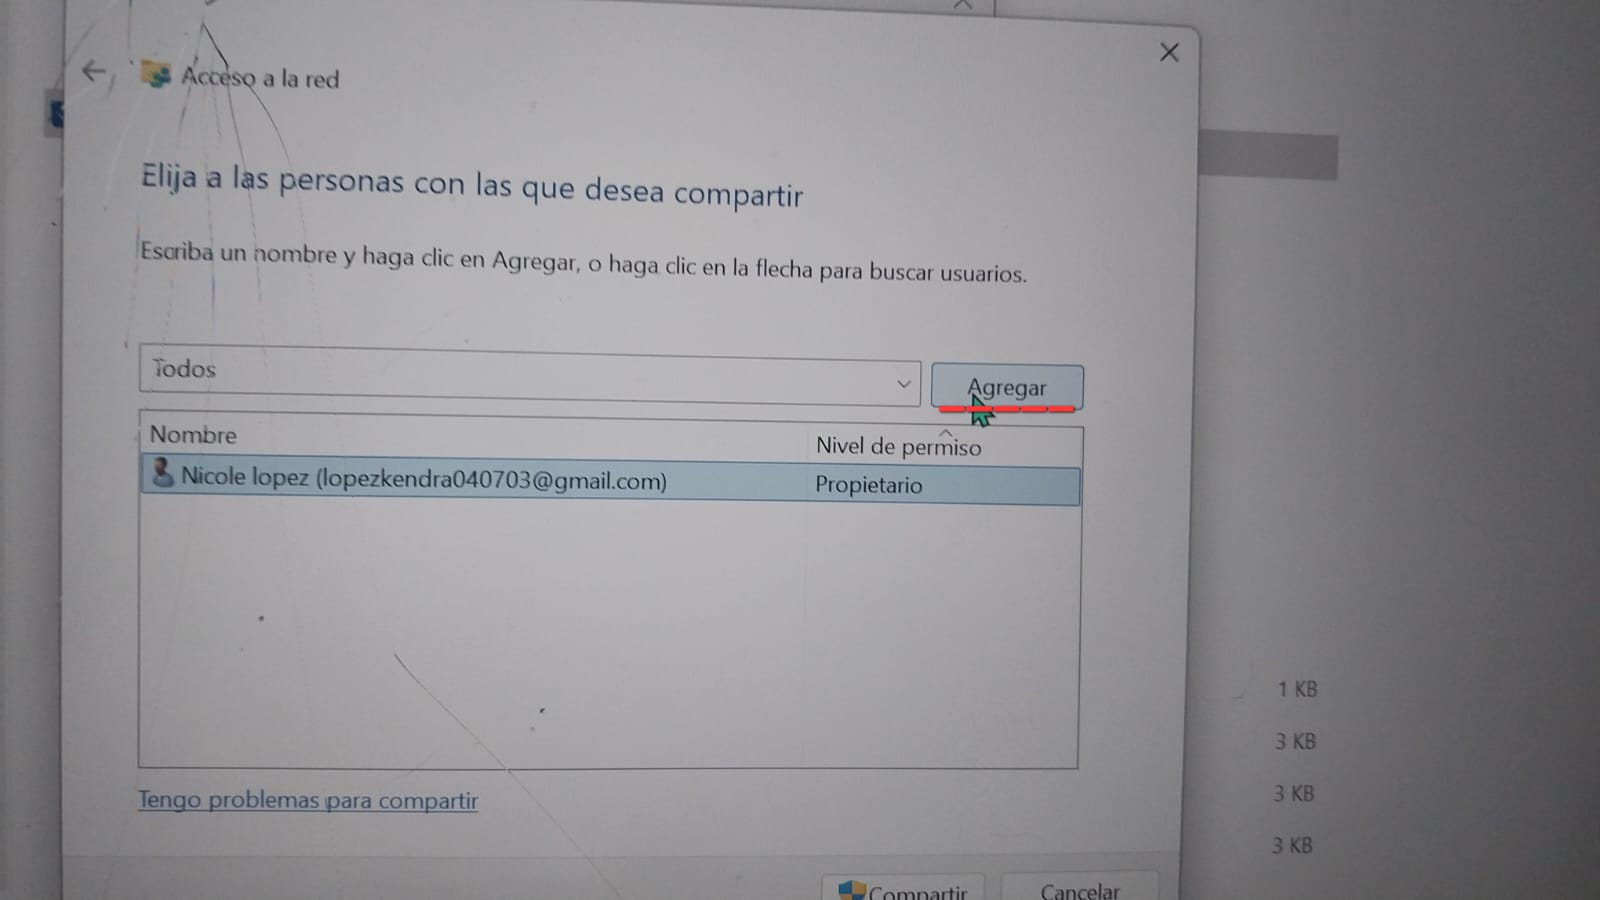 Acceso a la red
Elija a las personas con las que desea compartir
Escriba un nombre y haga clic en Agregar, o haga clic en la flecha para buscar usuarios.
Todos
Agregar
Nombre
Nivel de permiso
Nicole lopez (lopezkendra040703@gmail.com)
Propietario
Tengo problemas para compartir
1 KB
3 KB
3 KB
3 KB
Compartir
Cancelar